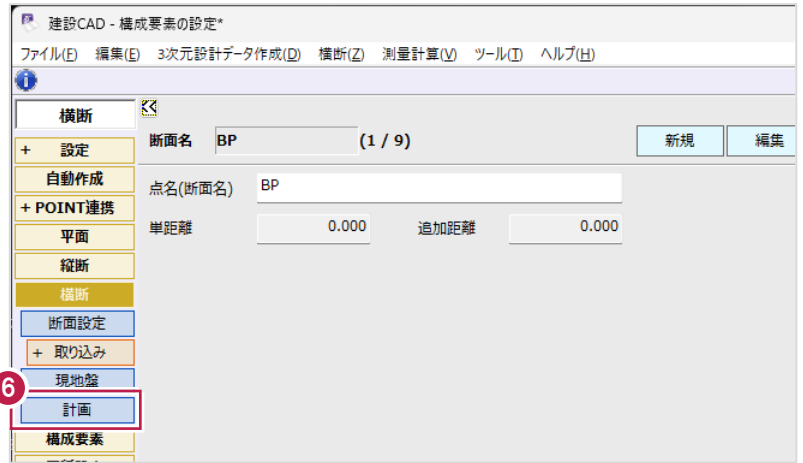 建設CAD - 構成要素の設定*
ファイル(F) 編集(E) 3次元設計データ作成(D) 横断(Z) 測量計算(V) ツール(T) ヘルプ(H)
横断
断面名 BP (1 / 9) 新規 編集
+ 設定
自動作成
点名(断面名) BP
+ POINT連携
単距離 0.000 追加距離 0.000
平面
縦断
横断
断面設定
+ 取り込み
現地盤
6
計画
構成要素